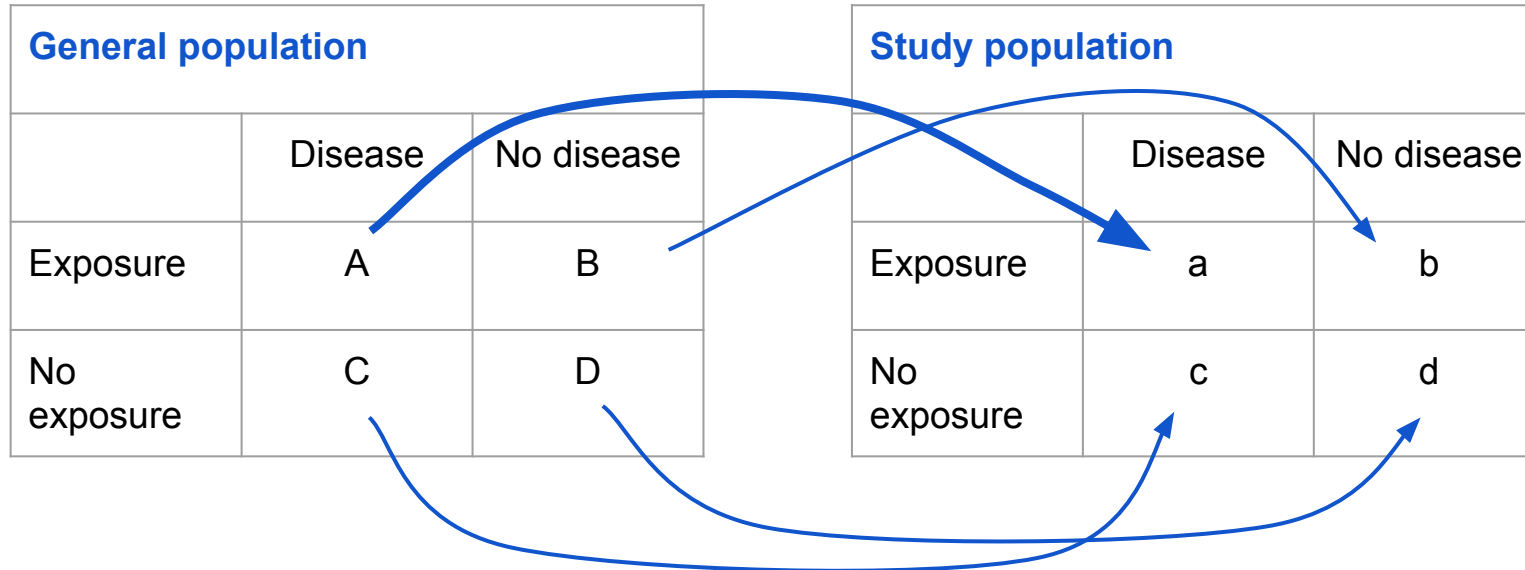 General population
Disease No disease
Exposure A B
No
exposure C D
Study population
Disease No disease
Exposure a b
No
exposure c d